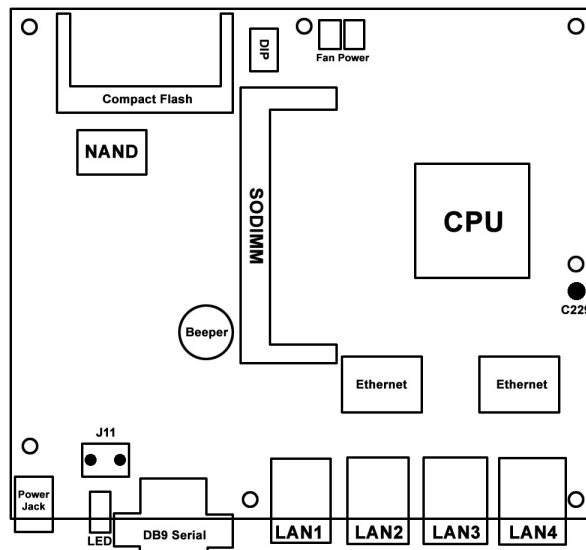 DIP
Fan Power
Compact Flash
NAND
SODIMM
CPU
C229
Beeper
Ethernet
Ethernet
J11
Power
Jack
LED
DB9 Serial
LAN1
LAN2
LAN3
LAN4